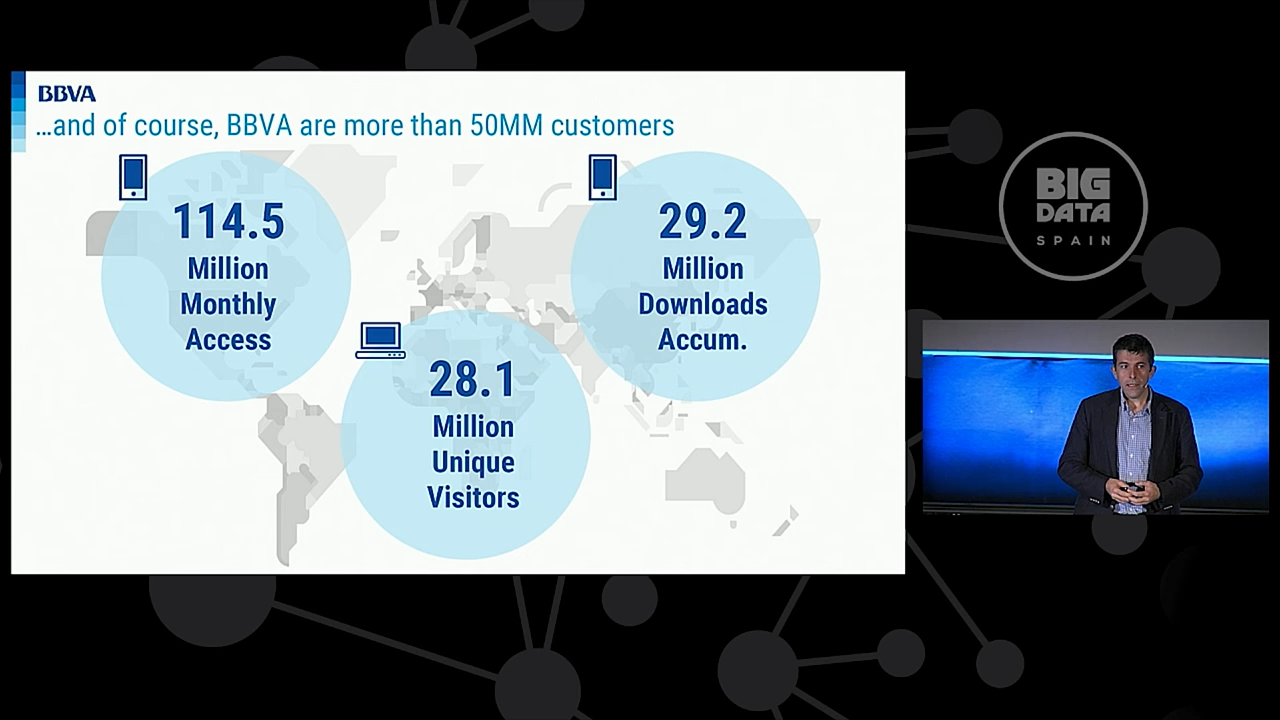 BBVA
...and of course, BBVA are more than 50MM customers
114.5
Million
Monthly
Access
29.2
Million
Downloads
Accum.
28.1
Million
Unique
Visitors
BIG
DATA
SPAIN